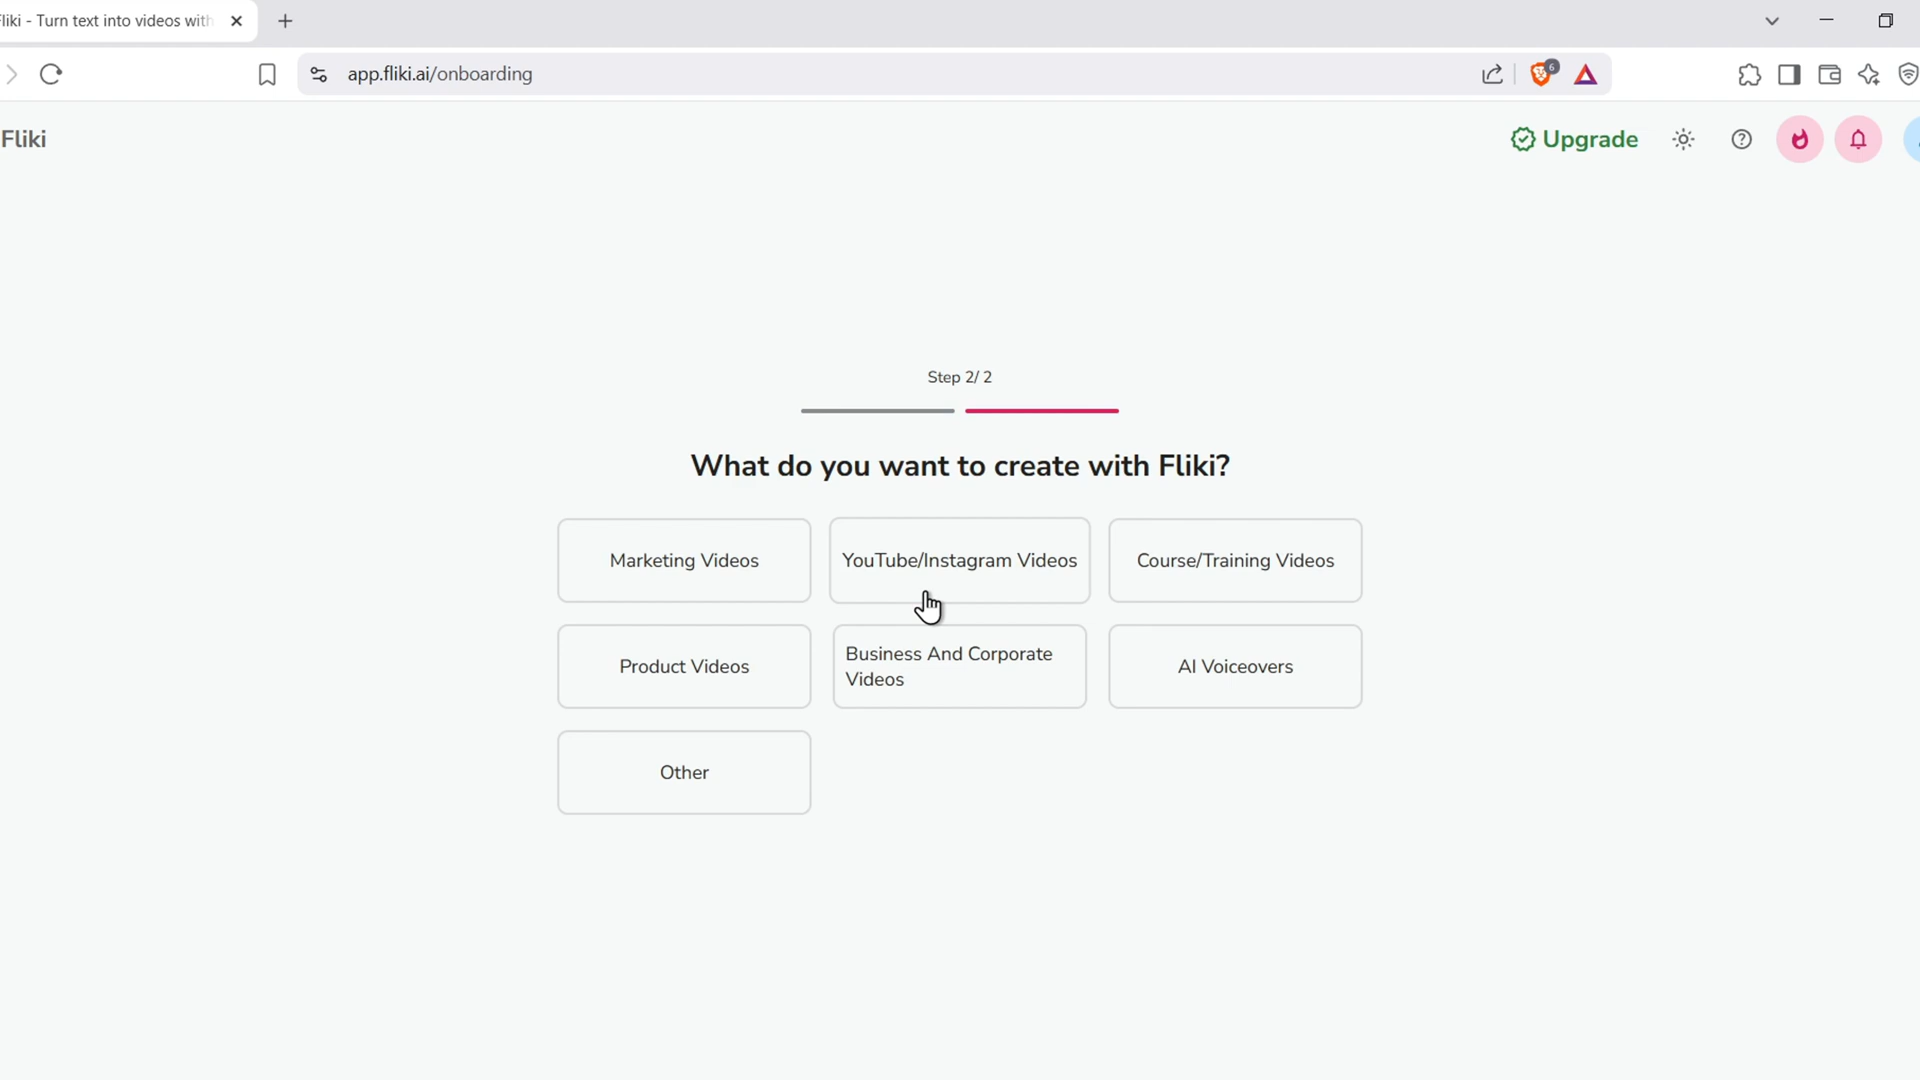 Fliki - Turn text into videos with
app.fliki.ai/onboarding
6
Fliki
Upgrade
Step 2/ 2
What do you want to create with Fliki?
Marketing Videos
YouTube/Instagram Videos
Course/Training Videos
Product Videos
Business And Corporate
Videos
AI Voiceovers
Other